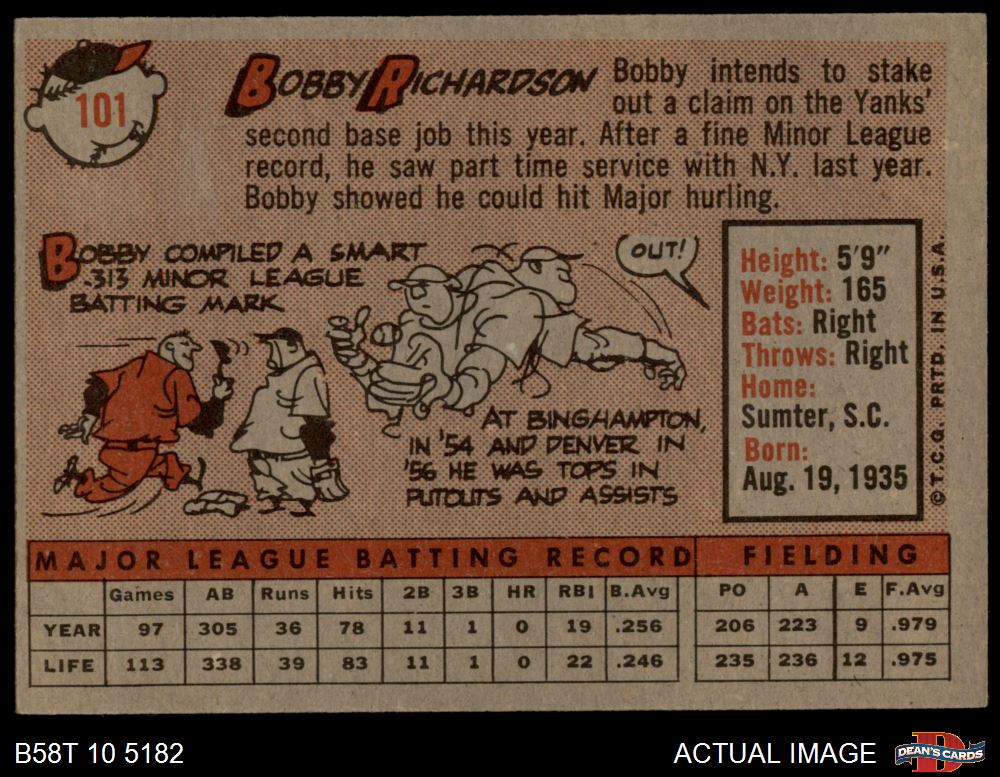 101
BOBBY RICHARDSON
Bobby intends to stake
out a claim on the Yanks'
second base job this year. After a fine Minor League
record, he saw part time service with N.Y. last year.
Bobby showed he could hit Major hurling.
BOBBY COMPILED A SMART
.313 MINOR LEAGUE
BATTING MARK
OUT!
AT BINGHAMPTON,
IN '54 AND DENVER IN
'56 HE WAS TOPS IN
PUTOUTS AND ASSISTS
Height: 5'9"
Weight: 165
Bats: Right
Throws: Right
Home:
Sumter, S.C.
Born:
Aug. 19, 1935
©T.C.G. PRTD. IN U.S.A.
MAJOR LEAGUE BATTING RECORD FIELDING
Games AB Runs Hits 2B 3B HR RBI B.Avg PO A E F.Avg
YEAR 97 305 36 78 11 1 0 19 .256 206 223 9 .979
LIFE 113 338 39 83 11 1 0 22 .246 235 236 12 .975
B58T 10 5182 ACTUAL IMAGE
D
DEAN'S CARDS